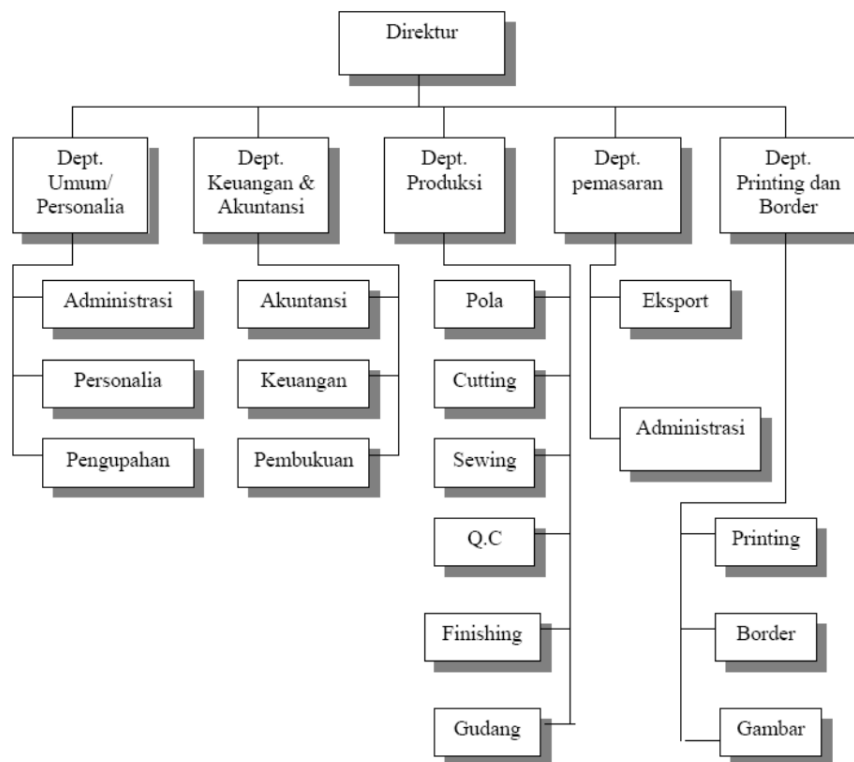 Direktur
Dept.
Umum/
Personalia
Dept.
Keuangan &
Akuntansi
Dept.
Produksi
Dept.
pemasaran
Dept.
Printing dan
Border
Administrasi
Personalia
Pengupahan
Akuntansi
Keuangan
Pembukuan
Pola
Cutting
Sewing
Q.C
Finishing
Gudang
Eksport
Administrasi
Printing
Border
Gambar